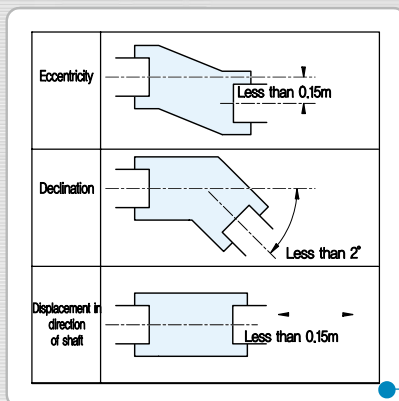 Eccentricity
Less than 0.15m
Declination
Less than 2°
Displacement in
direction
of shaft
Less than 0.15m